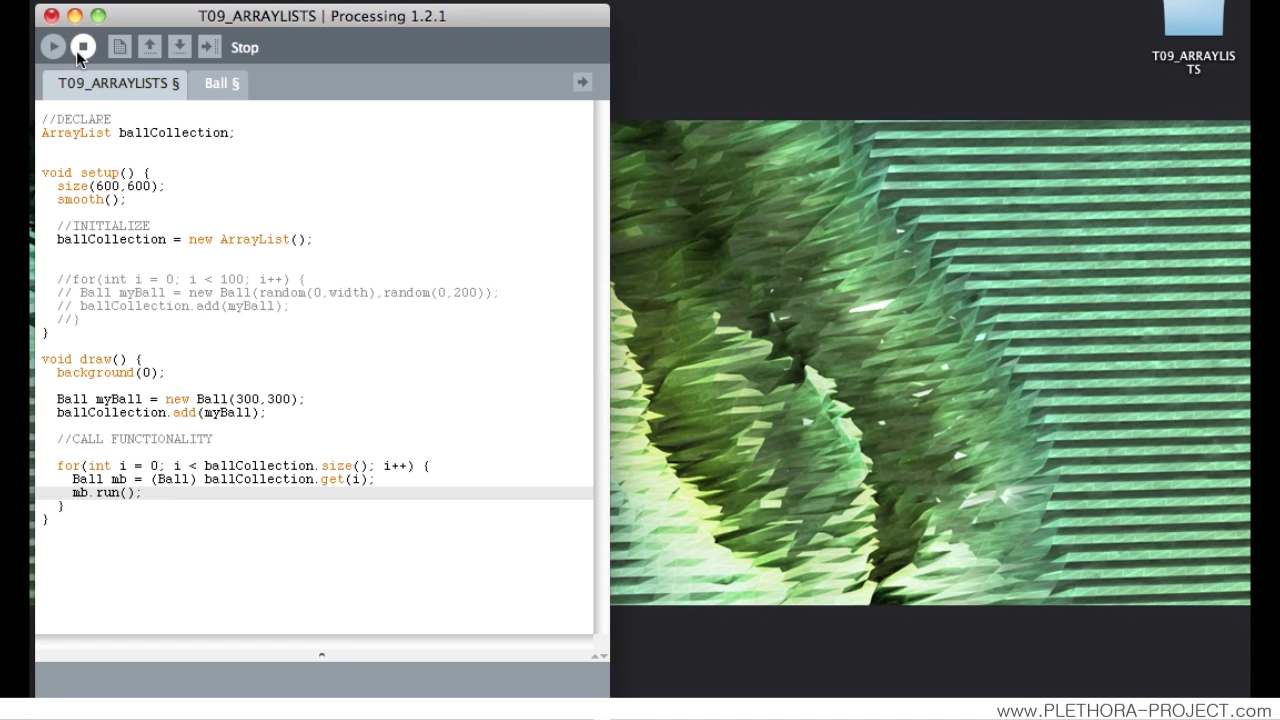 T09_ARRAYLISTS | Processing 1.2.1
Stop
T09_ARRAYLISTS § Ball §
//DECLARE
ArrayList ballCollection;
void setup() {
size(600,600);
smooth();
//INITIALIZE
ballCollection = new ArrayList();
//for(int i = 0; i < 100; i++) {
// Ball myBall = new Ball(random(0,width),random(0,200));
// ballCollection.add(myBall);
//}
}
void draw() {
background(0);
Ball myBall = new Ball(300,300);
ballCollection.add(myBall);
//CALL FUNCTIONALITY
for(int i = 0; i < ballCollection.size(); i++) {
Ball mb = (Ball) ballCollection.get(i);
mb.run();
}
}
T09_ARRAYLIS
TS
www.PLETHORA-PROJECT.com